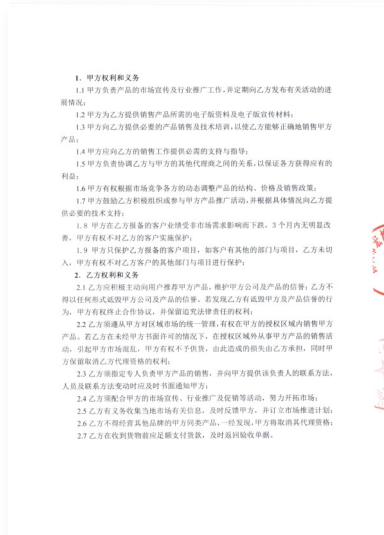 1、甲方权利和义务
1.1 甲方负责产品的市场宣传及行业推广工作,并定期向乙方发布有关活动的进
展情况;
1.2 甲方为乙方提供销售产品所需的电子版资料及电子版宣传材料;
1.3 甲方向乙方提供必要的产品销售及技术培训,以使乙方能够正确地销售甲方
产品;
1.4 甲方应向乙方的销售工作提供必需的支持与指导;
1.5 甲方负责协调乙方与甲方的其他代理商之间的关系,以保证各方获得应有的
利益;
1.6 甲方有权根据市场竞争各方的动态调整产品的结构、价格及销售政策;
1.7 甲方鼓励乙方积极组织或参与甲方产品推广活动,并根据具体情况向乙方提
供必要的技术支持;
1.8 甲方在乙方报备的客户业绩受非市场需求影响而下跌,3 个月内无明显改
善,甲方有权不对乙方的客户实施保护;
1.9 甲方只保护乙方报备的客户项目,如客户有其他的部门与项目,乙方未切
入,甲方有权不对乙方客户的其他部门与项目进行保护;
2、乙方权利和义务
2.1 乙方应积极主动向用户推荐甲方产品,维护甲方公司及产品的信誉;乙方不
得以任何形式诋毁甲方公司及产品的信誉。若发现乙方有诋毁甲方及产品信誉的行
为,甲方有权终止合作协议,并保留追究法律责任的权利;
2.2 乙方须遵从甲方对区域市场的统一管理,有权在甲方的授权区域内销售甲方
产品。若乙方在未经甲方书面许可的情况下,在授权区域外从事甲方产品的销售活
动,引起甲方市场混乱,甲方有权不予供货,由此造成的损失由乙方承担,同时甲
方保留取消乙方代理资格的权利;
2.3 乙方须指定专人负责甲方产品的销售,并向甲方提供该负责人的联系方法,
人员及联系方法变动时应及时书面通知甲方;
2.4 乙方须配合甲方的市场宣传、行业推广及促销等活动,努力开拓市场;
2.5 乙方有义务收集当地市场有关信息,及时反馈甲方,并订立市场推进计划;
2.6 乙方不得经营其他品牌的甲方同类产品,一经发现,甲方将取消其代理资格;
2.7 乙方在收到货物前应足额支付货款,及时返回验收单据。